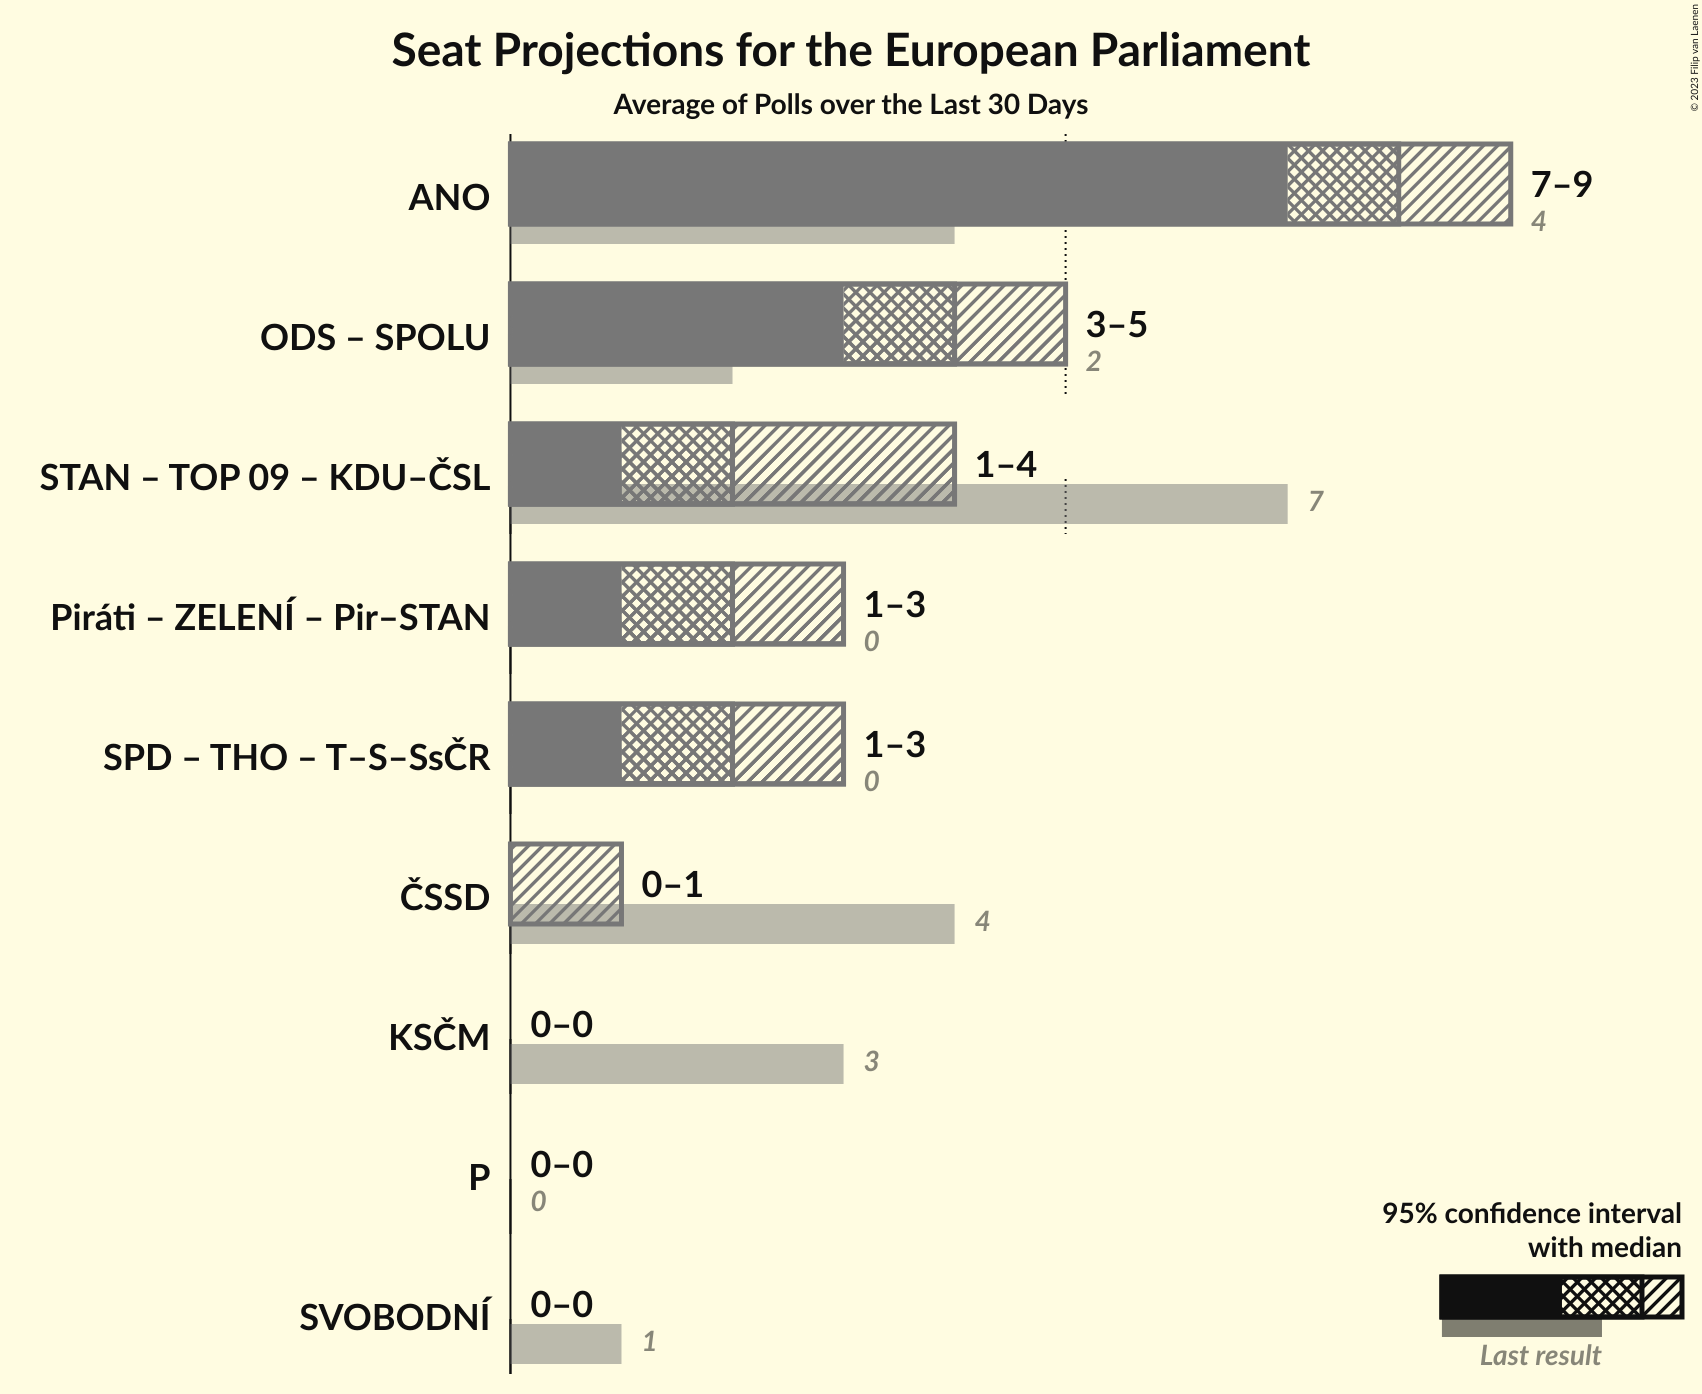 Seat Projections for the European Parliament
Average of Polls over the Last 30 Days
© 2023 Filip van Laenen
ANO
7–9
4
ODS – SPOLU
3–5
2
STAN – TOP 09 – KDU–ČSL
1–4
7
Piráti – ZELENÍ – Pir–STAN
1–3
0
SPD – THO – T–S–SsČR
1–3
0
ČSSD
0–1
4
KSČM
0–0
3
P
0–0
0
SVOBODNÍ
0–0
1
95% confidence interval
with median
Last result